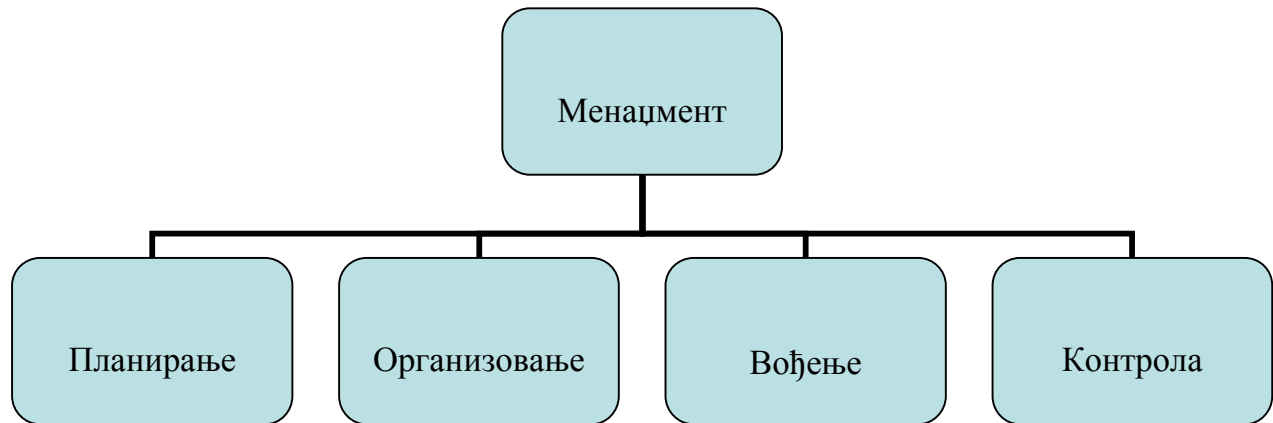 Менаџмент
Планирање
Организовање
Вођење
Контрола